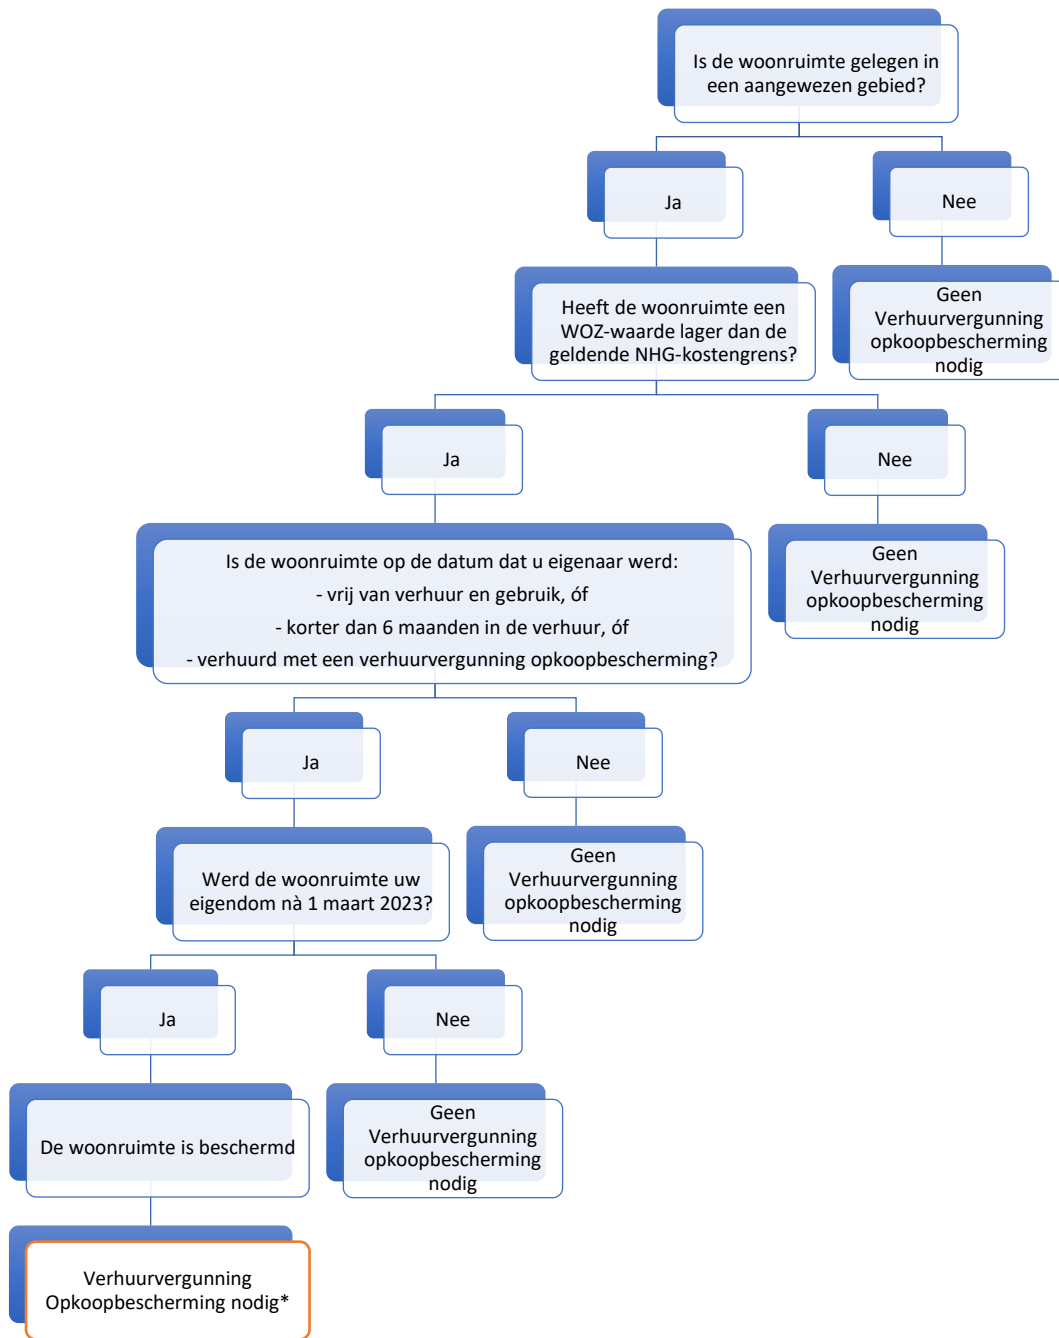 Is de woonruimte gelegen in
een aangewezen gebied?
Ja
Nee
Heeft de woonruimte een
WOZ-waarde lager dan de
geldende NHG-kostengrens?
Geen
Verhuurvergunning
opkoopbescherming
nodig
Ja
Nee
Is de woonruimte op de datum dat u eigenaar werd:
- vrij van verhuur en gebruik, óf
- korter dan 6 maanden in de verhuur, óf
- verhuurd met een verhuurvergunning opkoopbescherming?
Geen
Verhuurvergunning
opkoopbescherming
nodig
Ja
Nee
Werd de woonruimte uw
eigendom nà 1 maart 2023?
Geen
Verhuurvergunning
opkoopbescherming
nodig
Ja
Nee
De woonruimte is beschermd
Geen
Verhuurvergunning
opkoopbescherming
nodig
Verhuurvergunning
Opkoopbescherming nodig*